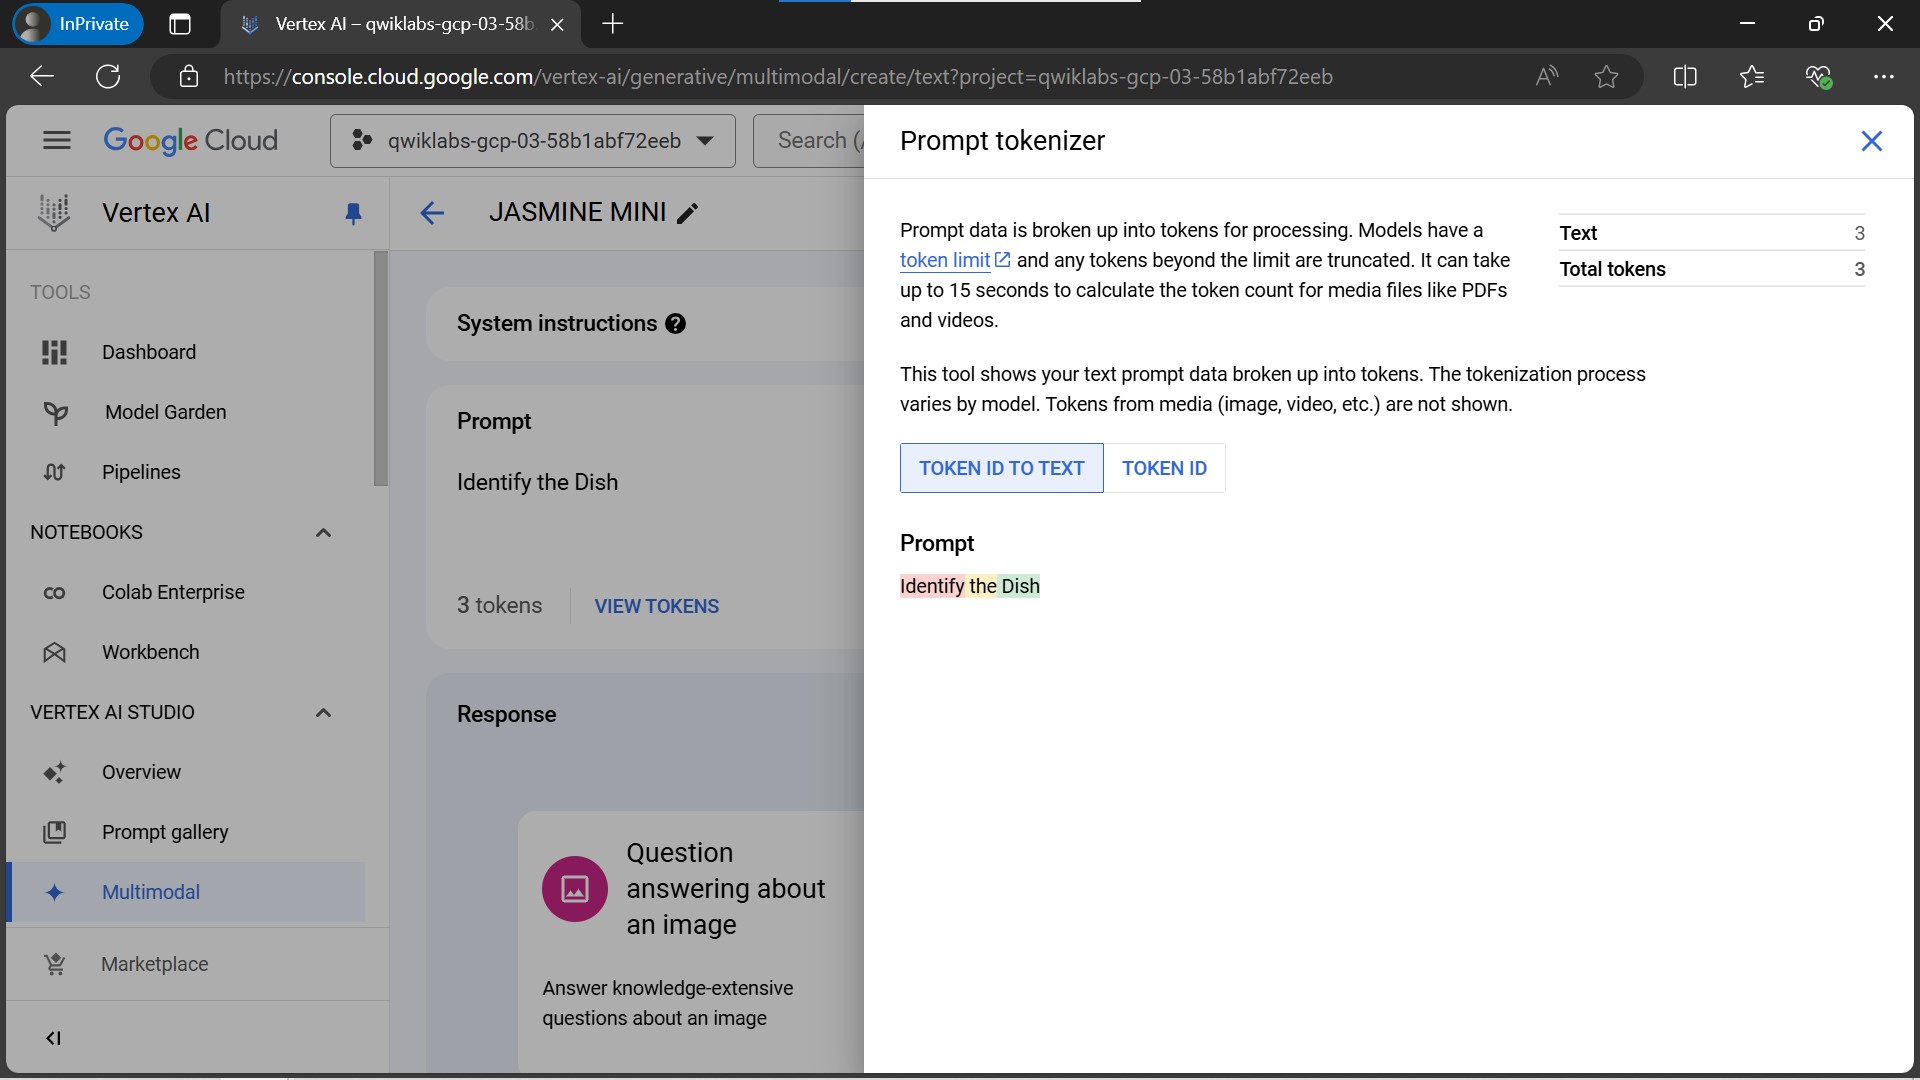 InPrivate
Vertex AI – qwiklabs-gcp-03-58b
https://console.cloud.google.com/vertex-ai/generative/multimodal/create/text?project=qwiklabs-gcp-03-58b1abf72eeb
Google Cloud
qwiklabs-gcp-03-58b1abf72eeb
Search (/
Vertex AI
TOOLS
Dashboard
Model Garden
Pipelines
NOTEBOOKS
Colab Enterprise
Workbench
VERTEX AI STUDIO
Overview
Prompt gallery
Multimodal
Marketplace
JASMINE MINI
System instructions
Prompt
Identify the Dish
3 tokens
VIEW TOKENS
Response
Question
answering about
an image
Answer knowledge-extensive
questions about an image
Prompt tokenizer
Prompt data is broken up into tokens for processing. Models have a
token limit and any tokens beyond the limit are truncated. It can take
up to 15 seconds to calculate the token count for media files like PDFs
and videos.
Text 3
Total tokens 3
This tool shows your text prompt data broken up into tokens. The tokenization process
varies by model. Tokens from media (image, video, etc.) are not shown.
TOKEN ID TO TEXT
TOKEN ID
Prompt
Identify the Dish